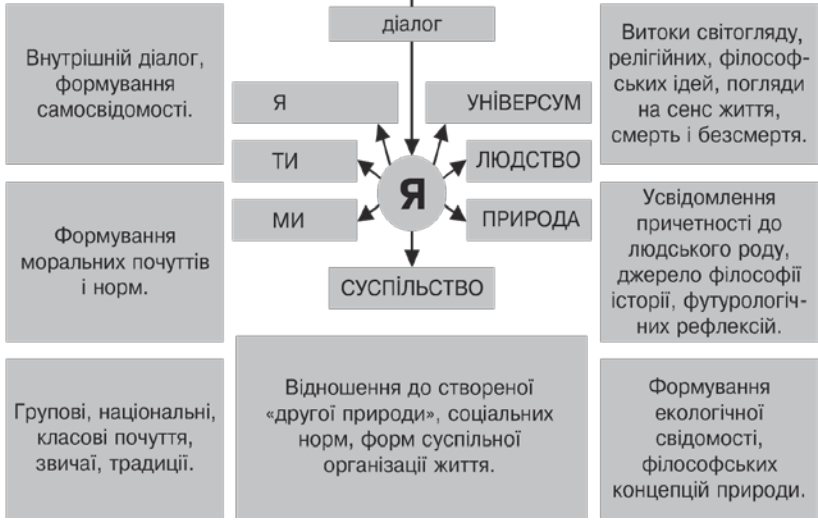 діалог
Внутрішній діалог,
формування
самосвідомості.
Я
УНІВЕРСУМ
Витоки світогляду,
релігійних, філософ-
ських ідей, погляди
на сенс життя,
смерть і безсмертя.
ТИ
ЛЮДСТВО
Я
МИ
ПРИРОДА
СУСПІЛЬСТВО
Формування
моральних почуттів
і норм.
Усвідомлення
причетності до
людського роду,
джерело філософії
історії, футурологіч-
них рефлексій.
Групові, національні,
класові почуття,
звичаї, традиції.
Відношення до створеної
«другої природи», соціальних
норм, форм суспільної
організації життя.
Формування
екологічної
свідомості,
філософських
концепцій природи.